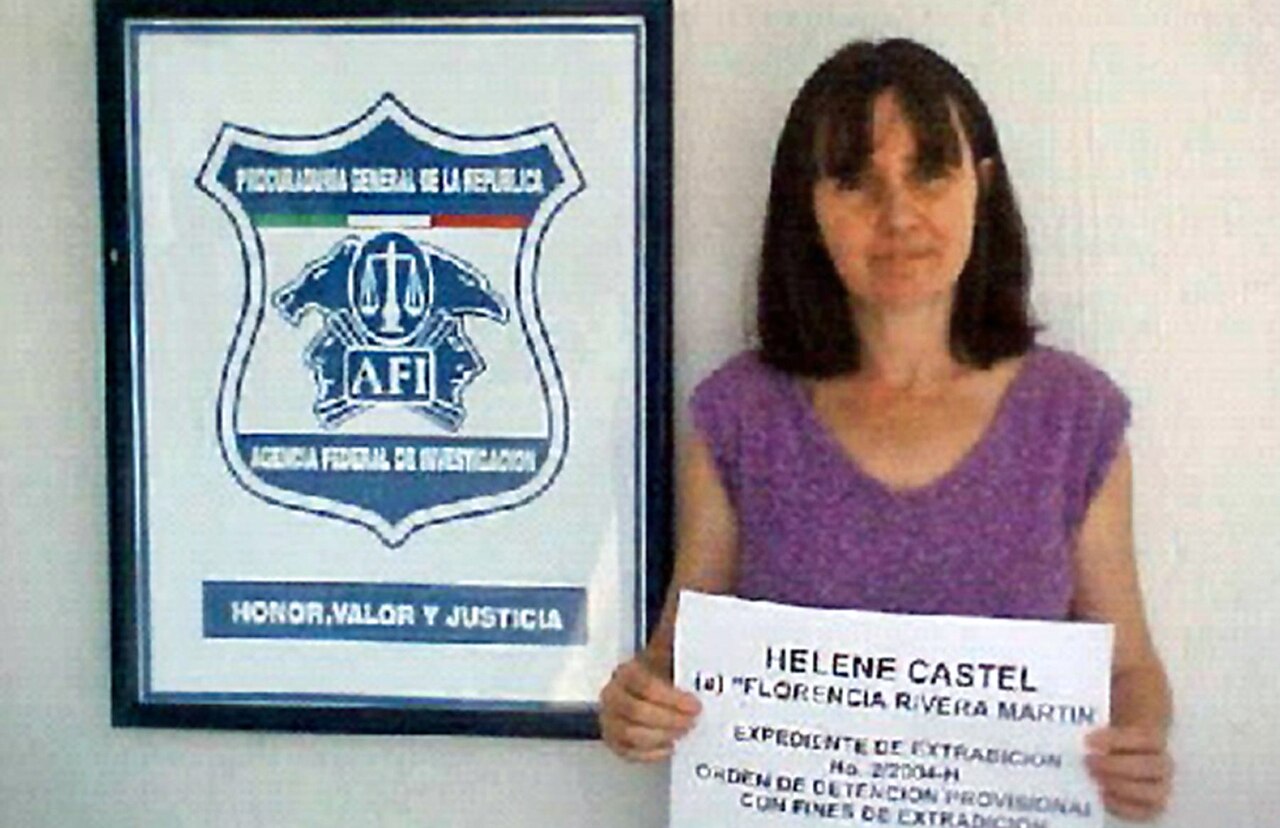 PROCURADURIA GENERAL DE LA REPUBLICA
AFI
AGENCIA FEDERAL DE INVESTIGACION
HONOR, VALOR Y JUSTICIA
HELENE CASTEL
(a) "FLORENCIA RIVERA MARTIN
EXPEDIENTE DE EXTRADICION
No. 2/2004-H
ORDEN DE DETENCION PROVISIONAL
CON FINES DE EXTRADICION